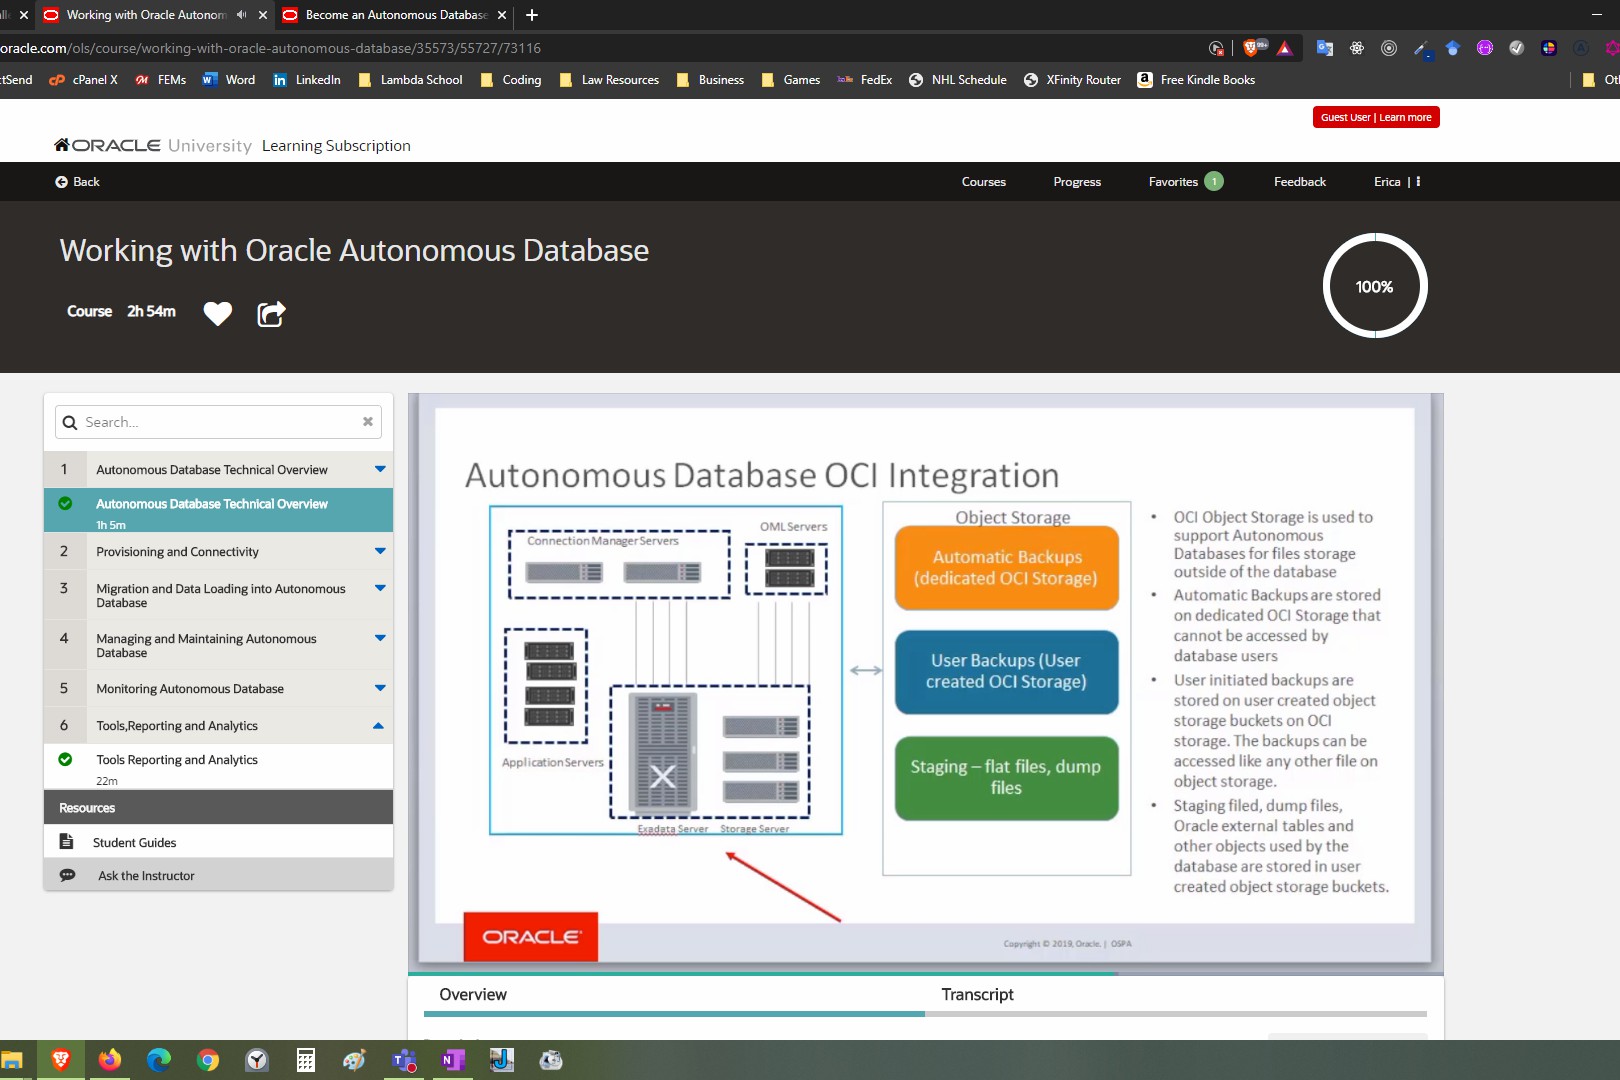 Working with Oracle Autonom
Become an Autonomous Database
oracle.com/ols/course/working-with-oracle-autonomous-database/35573/55727/73116
99+
ctSend
cPanel X
FEMs
Word
LinkedIn
Lambda School
Coding
Law Resources
Business
Games
FedEx
NHL Schedule
XFinity Router
Free Kindle Books
Guest User | Learn more
ORACLE University Learning Subscription
Back
Courses
Progress
Favorites 1
Feedback
Erica |
Working with Oracle Autonomous Database
Course 2h 54m
100%
Search...
1 Autonomous Database Technical Overview
Autonomous Database Technical Overview
1h 5m
2 Provisioning and Connectivity
3 Migration and Data Loading into Autonomous
Database
4 Managing and Maintaining Autonomous
Database
5 Monitoring Autonomous Database
6 Tools,Reporting and Analytics
Tools Reporting and Analytics
22m
Resources
Student Guides
Ask the Instructor
Autonomous Database OCI Integration
Connection Manager Servers
OML Servers
Application Servers
X
Exadata Server
Storage Server
Object Storage
Automatic Backups
(dedicated OCI Storage)
User Backups (User
created OCI Storage)
Staging – flat files, dump
files
• OCI Object Storage is used to
support Autonomous
Databases for files storage
outside of the database
• Automatic Backups are stored
on dedicated OCI Storage that
cannot be accessed by
database users
• User initiated backups are
stored on user created object
storage buckets on OCI
storage. The backups can be
accessed like any other file on
object storage.
• Staging filed, dump files,
Oracle external tables and
other objects used by the
database are stored in user
created object storage buckets.
ORACLE
Copyright © 2019, Oracle. | OSPA
Overview
Transcript